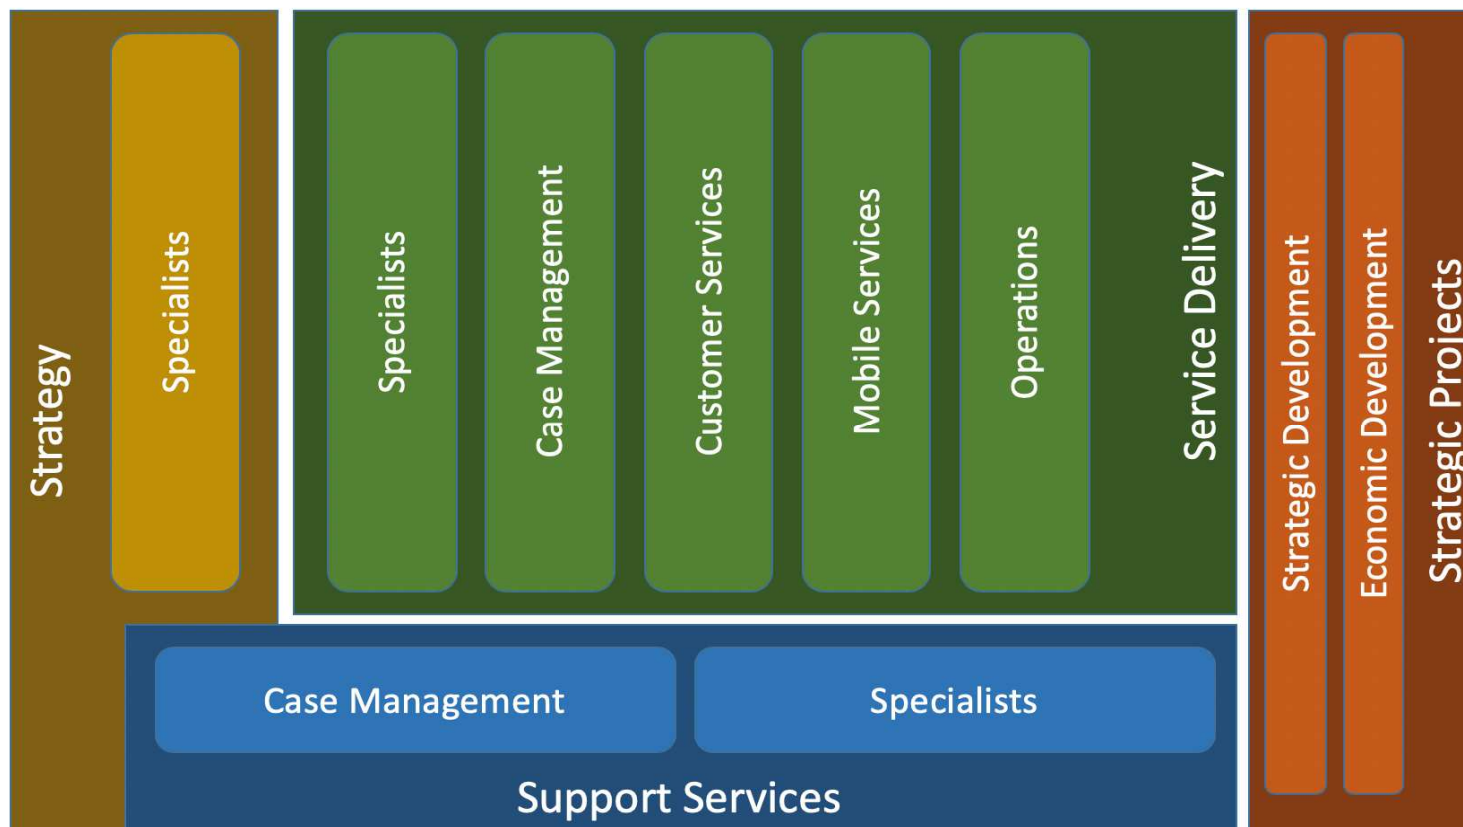 Strategy
Specialists
Specialists
Case Management
Customer Services
Mobile Services
Operations
Service Delivery
Strategic Development
Economic Development
Strategic Projects
Case Management
Specialists
Support Services